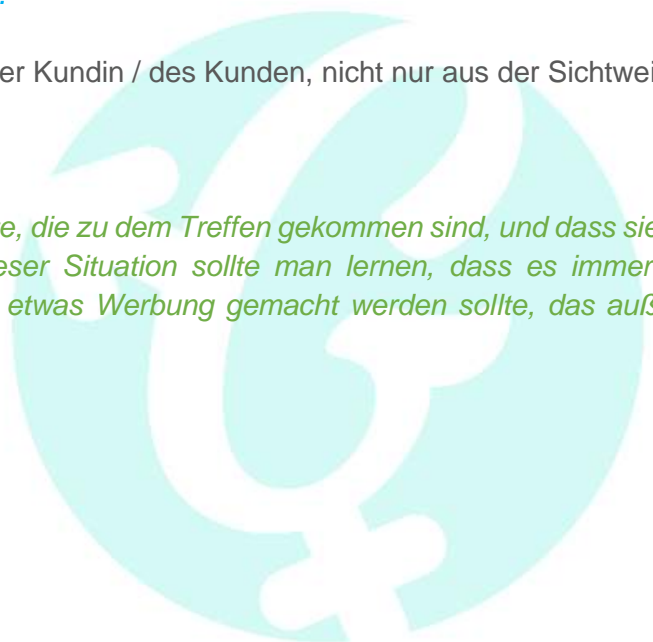 er Kundin / des Kunden, nicht nur aus der Sichtwei
e, die zu dem Treffen gekommen sind, und dass sie
eser Situation sollte man lernen, dass es immer
etwas Werbung gemacht werden sollte, das auß